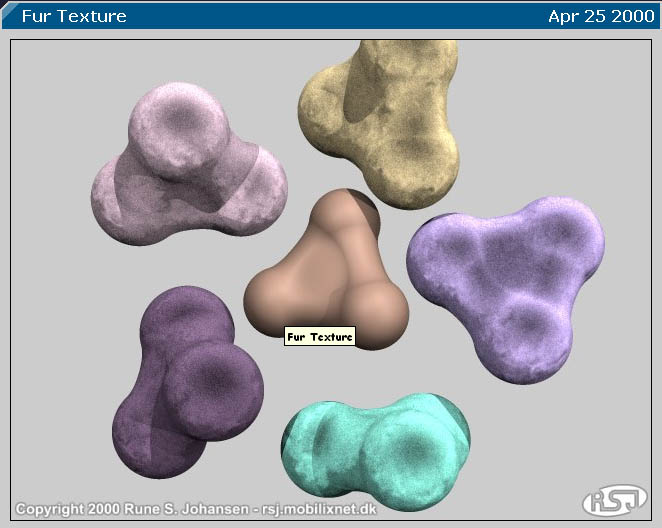 Fur Texture Apr 25 2000
Fur Texture
RSJ
Copyright 2000 Rune S. Johansen - rsj.mobilixnet.dk